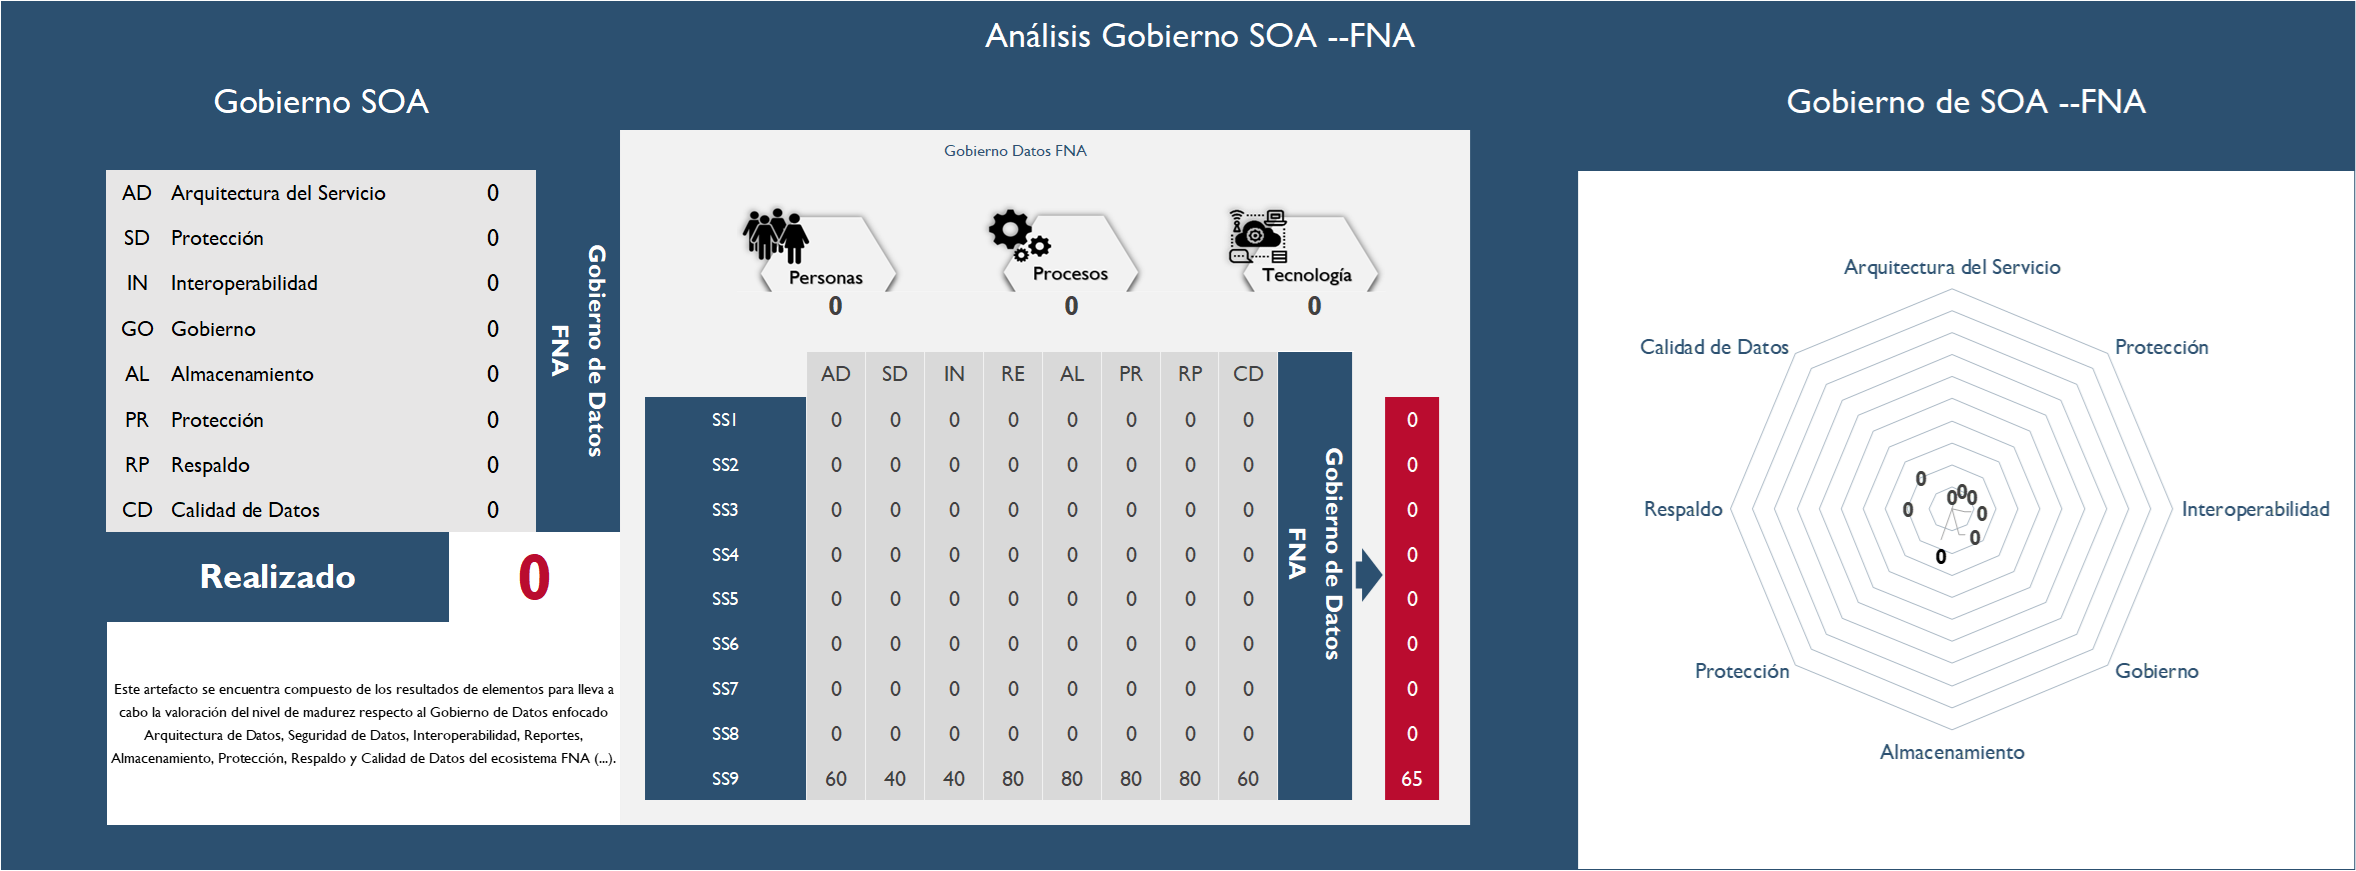 Análisis Gobierno SOA --FNA
Gobierno SOA
AD Arquitectura del Servicio 0
SD Protección 0
IN Interoperabilidad 0
GO Gobierno 0
AL Almacenamiento 0
PR Protección 0
RP Respaldo 0
CD Calidad de Datos 0
Gobierno de Datos
FNA
Realizado 0
Este artefacto se encuentra compuesto de los resultados de elementos para lleva a
cabo la valoración del nivel de madurez respecto al Gobierno de Datos enfocado
Arquitectura de Datos, Seguridad de Datos, Interoperabilidad, Reportes,
Almacenamiento, Protección, Respaldo y Calidad de Datos del ecosistema FNA (...).
Gobierno Datos FNA
Personas Procesos Tecnología
0 0 0
AD SD IN RE AL PR RP CD
SS1 0 0 0 0 0 0 0 0 0
SS2 0 0 0 0 0 0 0 0 0
SS3 0 0 0 0 0 0 0 0 0
SS4 0 0 0 0 0 0 0 0 0
SS5 0 0 0 0 0 0 0 0 0
SS6 0 0 0 0 0 0 0 0 0
SS7 0 0 0 0 0 0 0 0 0
SS8 0 0 0 0 0 0 0 0 0
SS9 60 40 40 80 80 80 80 60 65
Gobierno de Datos
FNA
Gobierno de SOA --FNA
Arquitectura del Servicio
Calidad de Datos Protección
0
0 0 0
Respaldo 0 0 Interoperabilidad
0
0
Protección Gobierno
Almacenamiento